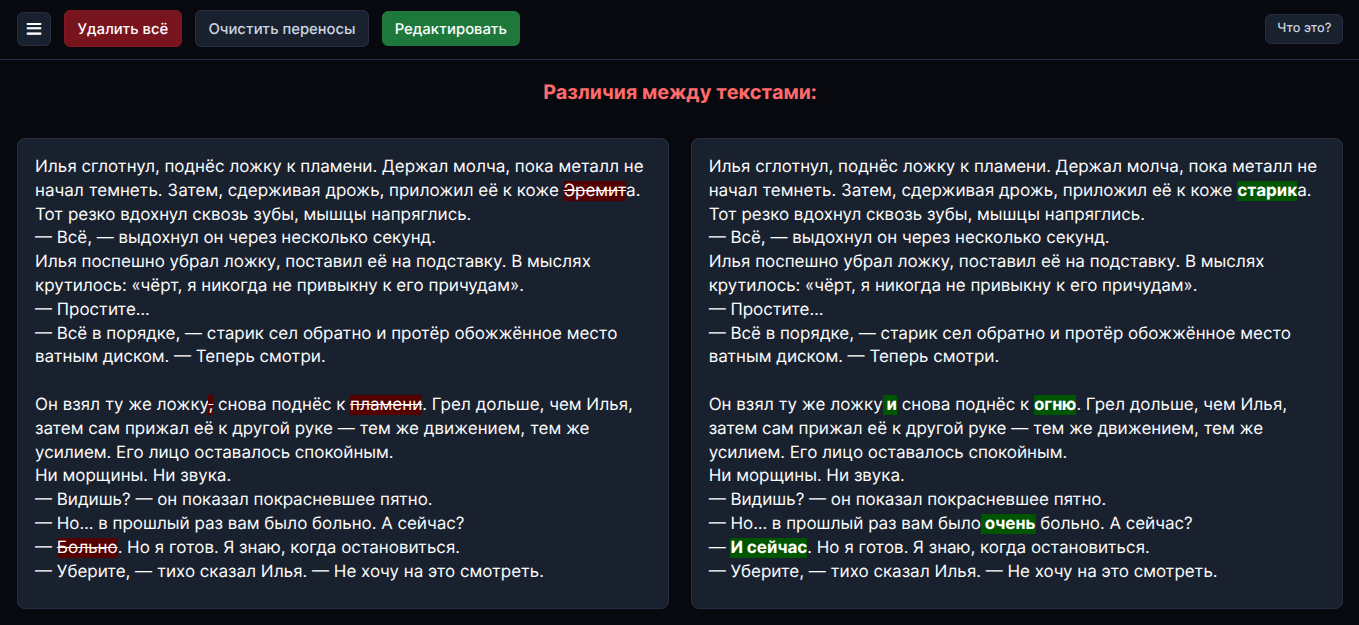 Удалить всё
Очистить переносы
Редактировать
Что это?
Различия между текстами:
Илья сглотнул, поднёс ложку к пламени. Держал молча, пока металл не
начал темнеть. Затем, сдерживая дрожь, приложил её к коже Эремита.
Тот резко вдохнул сквозь зубы, мышцы напряглись.
— Всё, — выдохнул он через несколько секунд.
Илья поспешно убрал ложку, поставил её на подставку. В мыслях
крутилось: «чёрт, я никогда не привыкну к его причудам».
— Простите...
— Всё в порядке, — старик сел обратно и протёр обожжённое место
ватным диском. — Теперь смотри.
Он взял ту же ложку, снова поднёс к пламени. Грел дольше, чем Илья,
затем сам прижал её к другой руке — тем же движением, тем же
усилием. Его лицо оставалось спокойным.
Ни морщины. Ни звука.
— Видишь? — он показал покрасневшее пятно.
— Но... в прошлый раз вам было больно. А сейчас?
— Больно. Но я готов. Я знаю, когда остановиться.
— Уберите, — тихо сказал Илья. — Не хочу на это смотреть.
Илья сглотнул, поднёс ложку к пламени. Держал молча, пока металл не
начал темнеть. Затем, сдерживая дрожь, приложил её к коже старика.
Тот резко вдохнул сквозь зубы, мышцы напряглись.
— Всё, — выдохнул он через несколько секунд.
Илья поспешно убрал ложку, поставил её на подставку. В мыслях
крутилось: «чёрт, я никогда не привыкну к его причудам».
— Простите...
— Всё в порядке, — старик сел обратно и протёр обожжённое место
ватным диском. — Теперь смотри.
Он взял ту же ложку и снова поднёс к огню. Грел дольше, чем Илья,
затем сам прижал её к другой руке — тем же движением, тем же
усилием. Его лицо оставалось спокойным.
Ни морщины. Ни звука.
— Видишь? — он показал покрасневшее пятно.
— Но... в прошлый раз вам было очень больно. А сейчас?
— И сейчас. Но я готов. Я знаю, когда остановиться.
— Уберите, — тихо сказал Илья. — Не хочу на это смотреть.